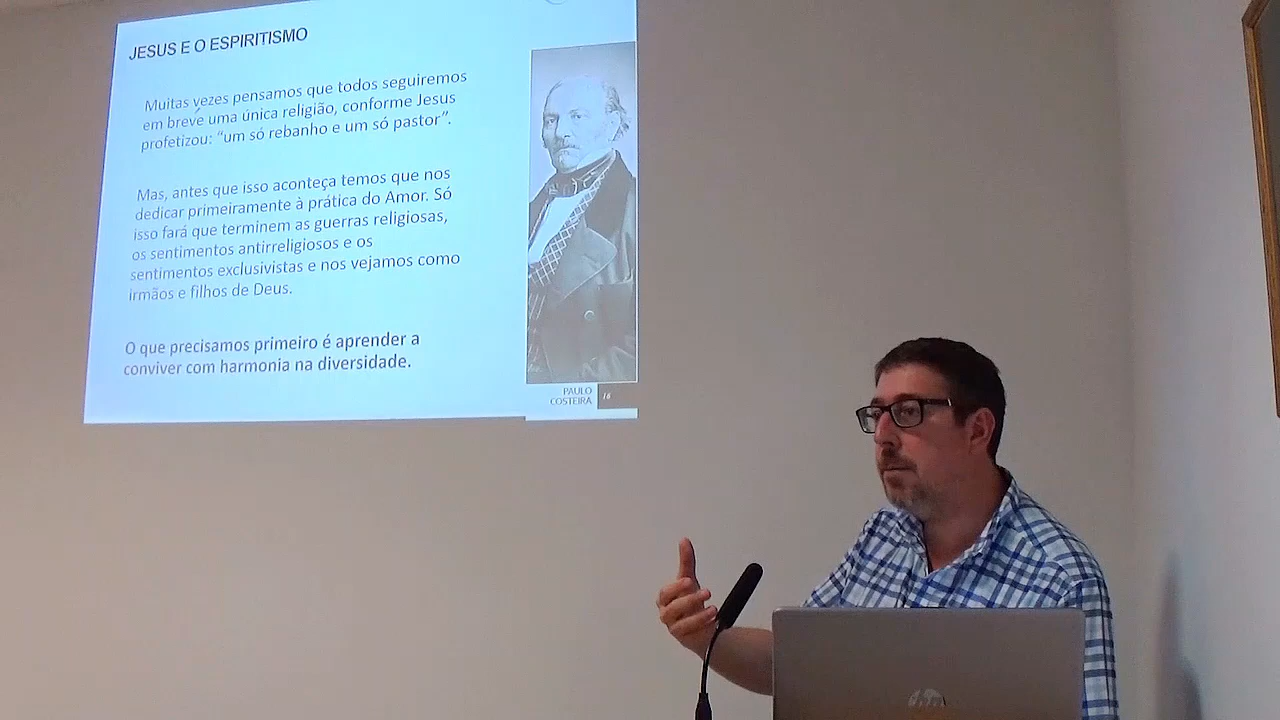 JESUS E O ESPIRITISMO
Muitas vezes pensamos que todos seguiremos
em breve uma única religião, conforme Jesus
profetizou: “um só rebanho e um só pastor”.
Mas, antes que isso aconteça temos que nos
dedicar primeiramente à prática do Amor. Só
isso fará que terminem as guerras religiosas,
os sentimentos antirreligiosos e os
sentimentos exclusivistas e nos vejamos como
irmãos e filhos de Deus.
O que precisamos primeiro é aprender a
conviver com harmonia na diversidade.
PAULO
COSTEIRA
16
hp